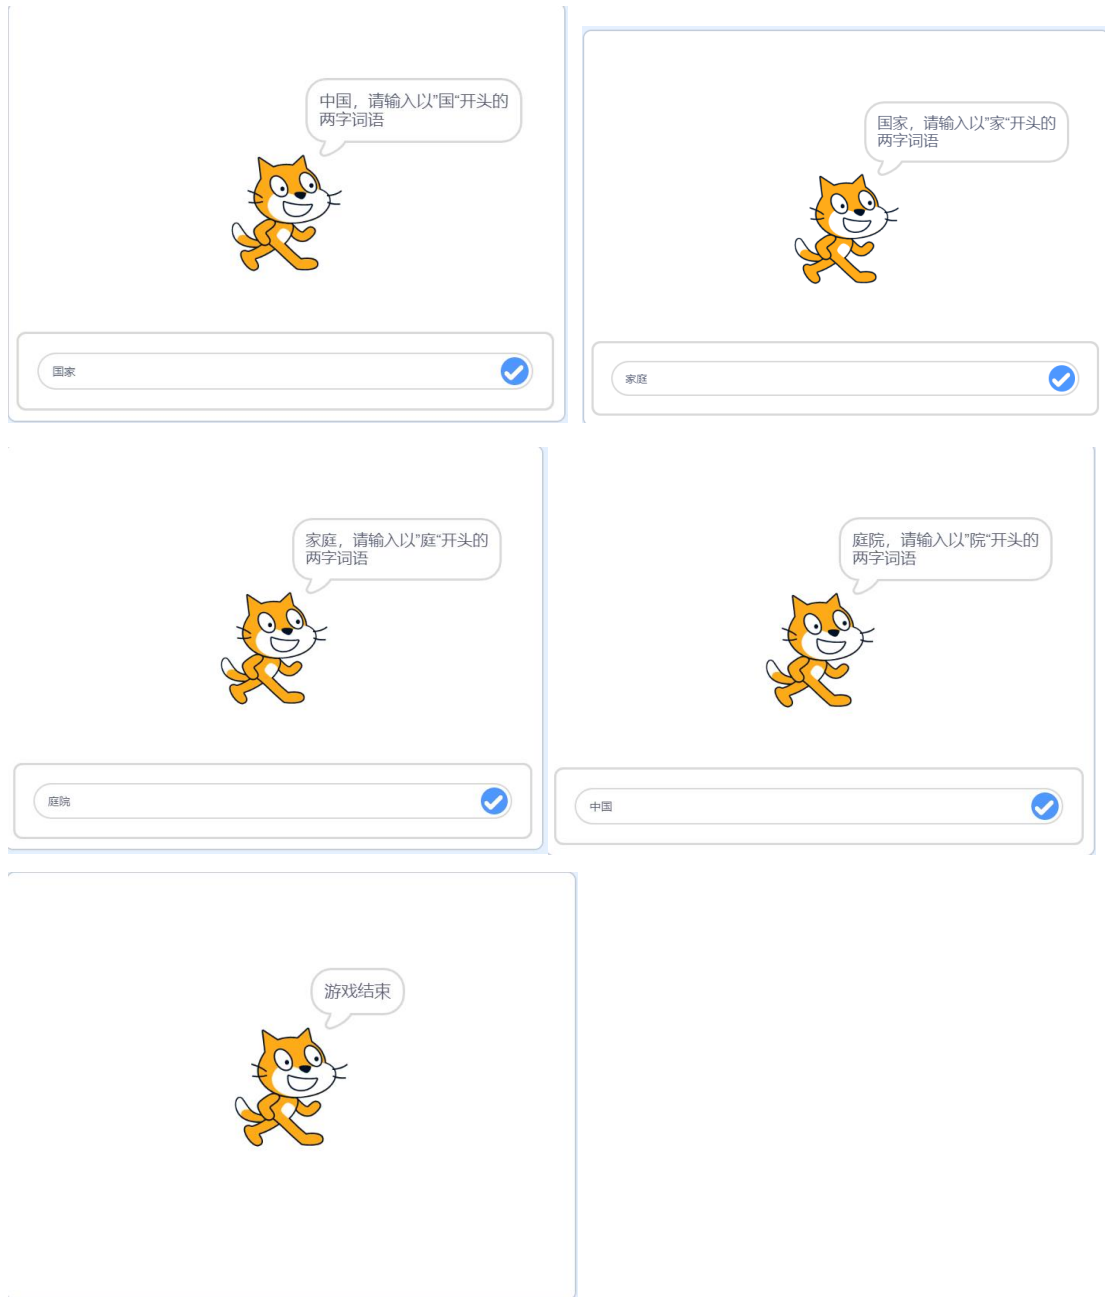 中国，请输入以"国“开头的
两字词语
国家
国家，请输入以"家“开头的
两字词语
家庭
家庭，请输入以"庭“开头的
两字词语
庭院
庭院，请输入以"院“开头的
两字词语
中国
游戏结束